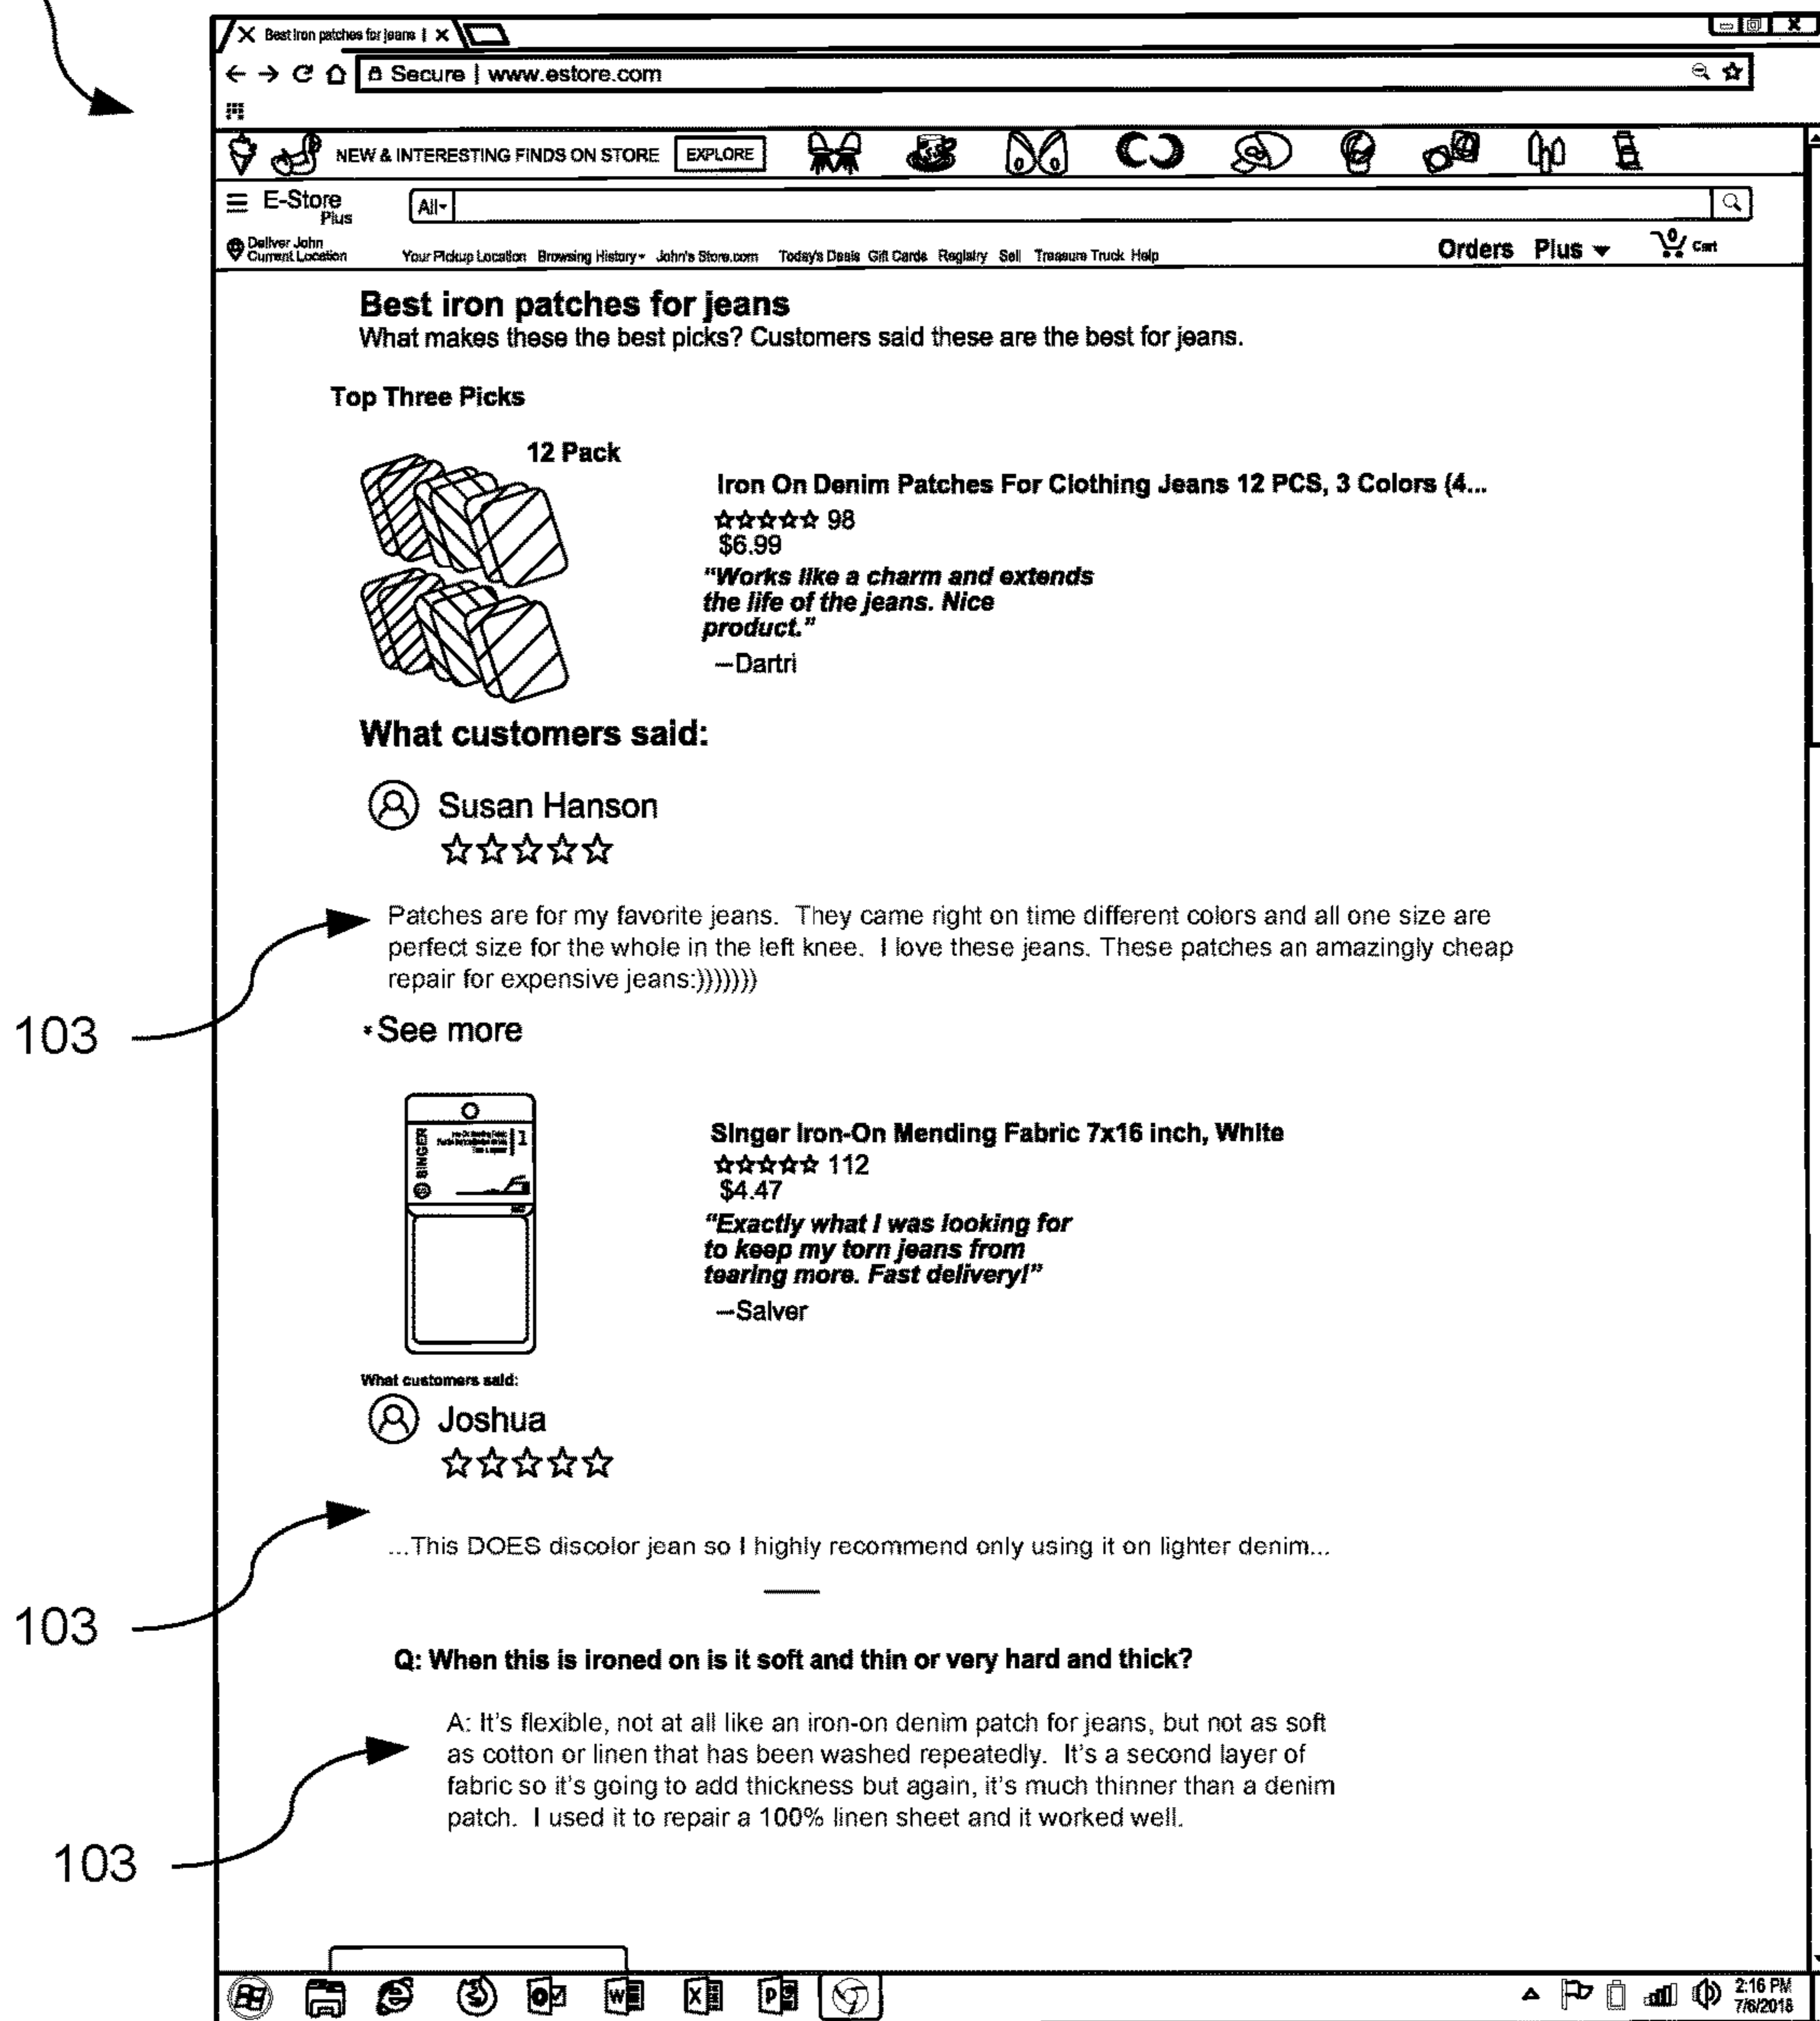 Best iron patches for jeans |
Secure | www.estore.com
NEW & INTERESTING FINDS ON STORE EXPLORE
E-Store
Plus
All
Deliver John
Current Location
Your Pickup Location Browsing History John's Store.com Today's Deals Gift Cards Registry Sell Treasure Truck Help
Orders Plus 0 Cart
Best iron patches for jeans
What makes these the best picks? Customers said these are the best for jeans.
Top Three Picks
12 Pack
Iron On Denim Patches For Clothing Jeans 12 PCS, 3 Colors (4...
98
$6.99
"Works like a charm and extends
the life of the jeans. Nice
product."
—Dartri
What customers said:
Susan Hanson
Patches are for my favorite jeans. They came right on time different colors and all one size are
perfect size for the whole in the left knee. I love these jeans. These patches an amazingly cheap
repair for expensive jeans:)))))))
103
See more
SINGER
1
Singer Iron-On Mending Fabric 7x16 inch, White
112
$4.47
"Exactly what I was looking for
to keep my torn jeans from
tearing more. Fast delivery!"
—Salver
What customers said:
Joshua
...This DOES discolor jean so I highly recommend only using it on lighter denim...
103
Q: When this is ironed on is it soft and thin or very hard and thick?
A: It's flexible, not at all like an iron-on denim patch for jeans, but not as soft
as cotton or linen that has been washed repeatedly. It's a second layer of
fabric so it's going to add thickness but again, it's much thinner than a denim
patch. I used it to repair a 100% linen sheet and it worked well.
103
2:16 PM
7/6/2018